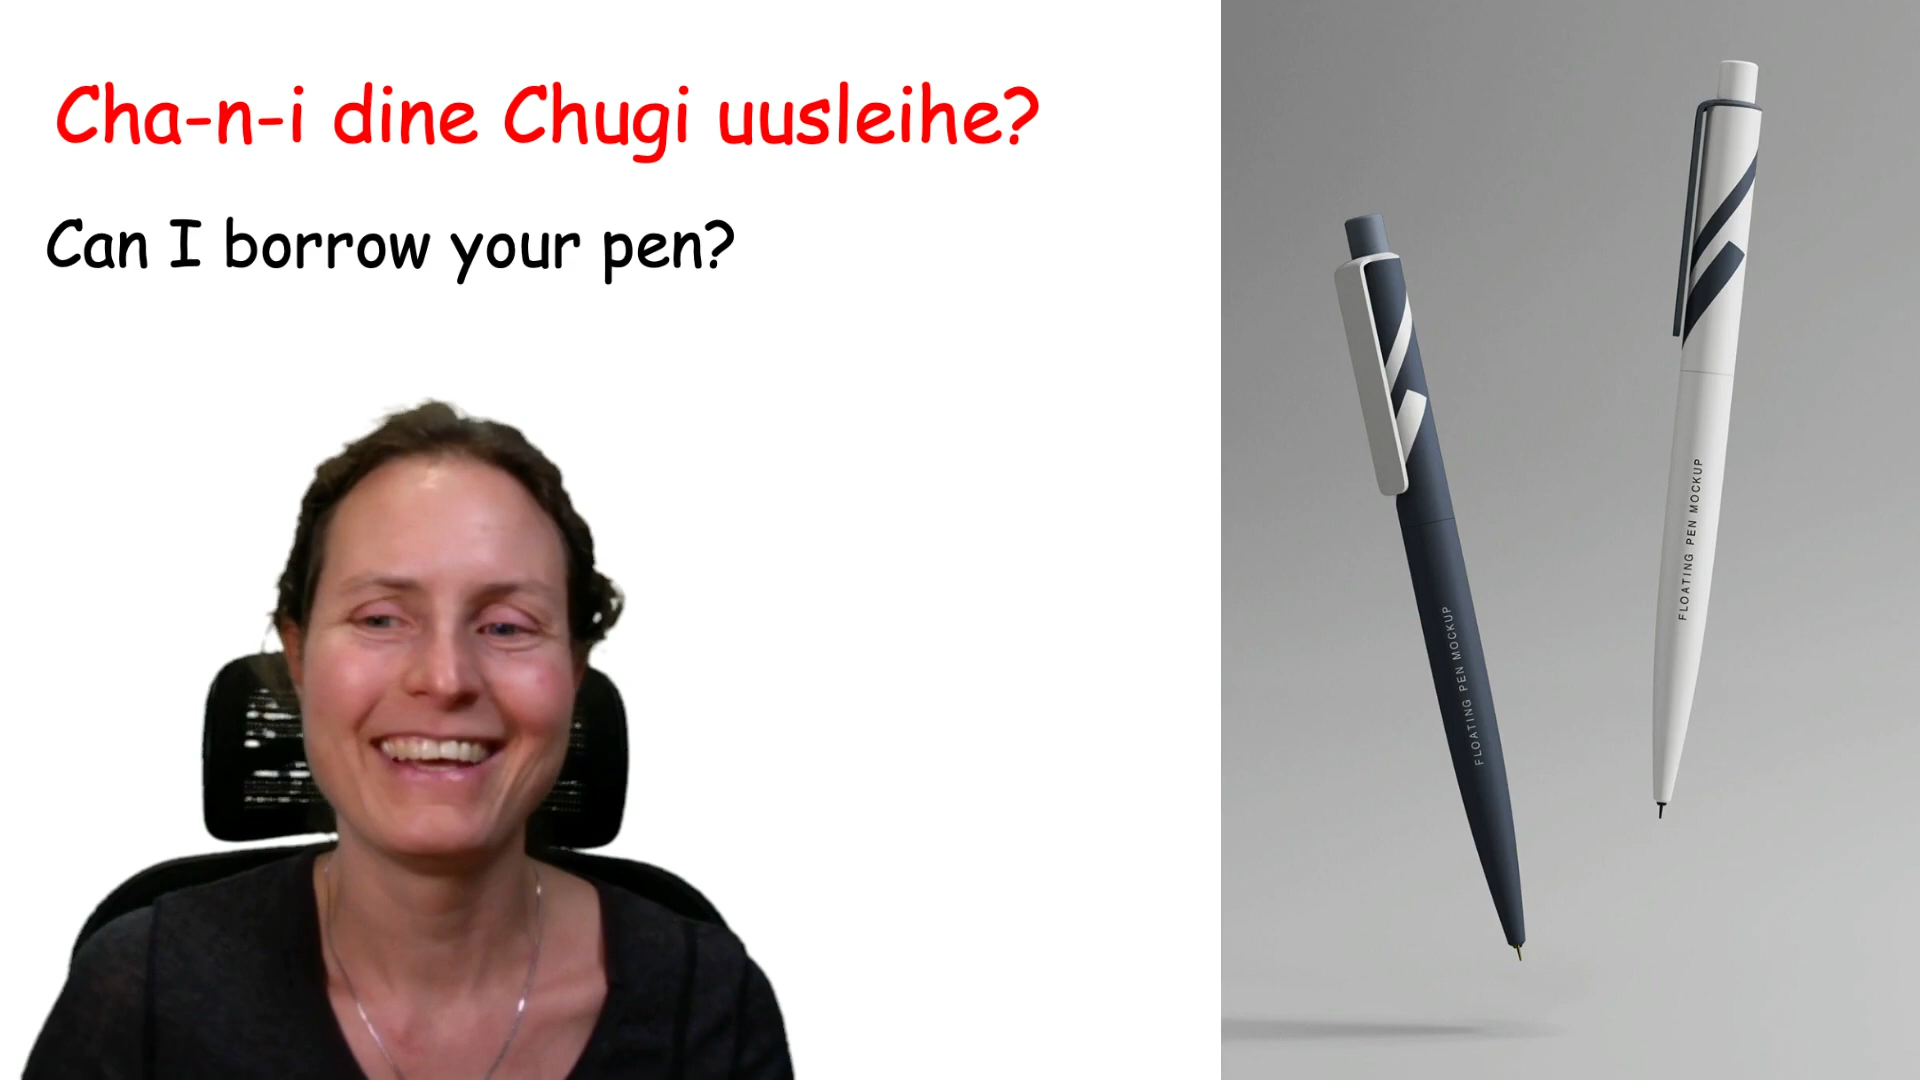 Cha-n-i dine Chugi uusleihe?
Can I borrow your pen?
FLOATING PEN MOCKUP
FLOATING PEN MOCKUP